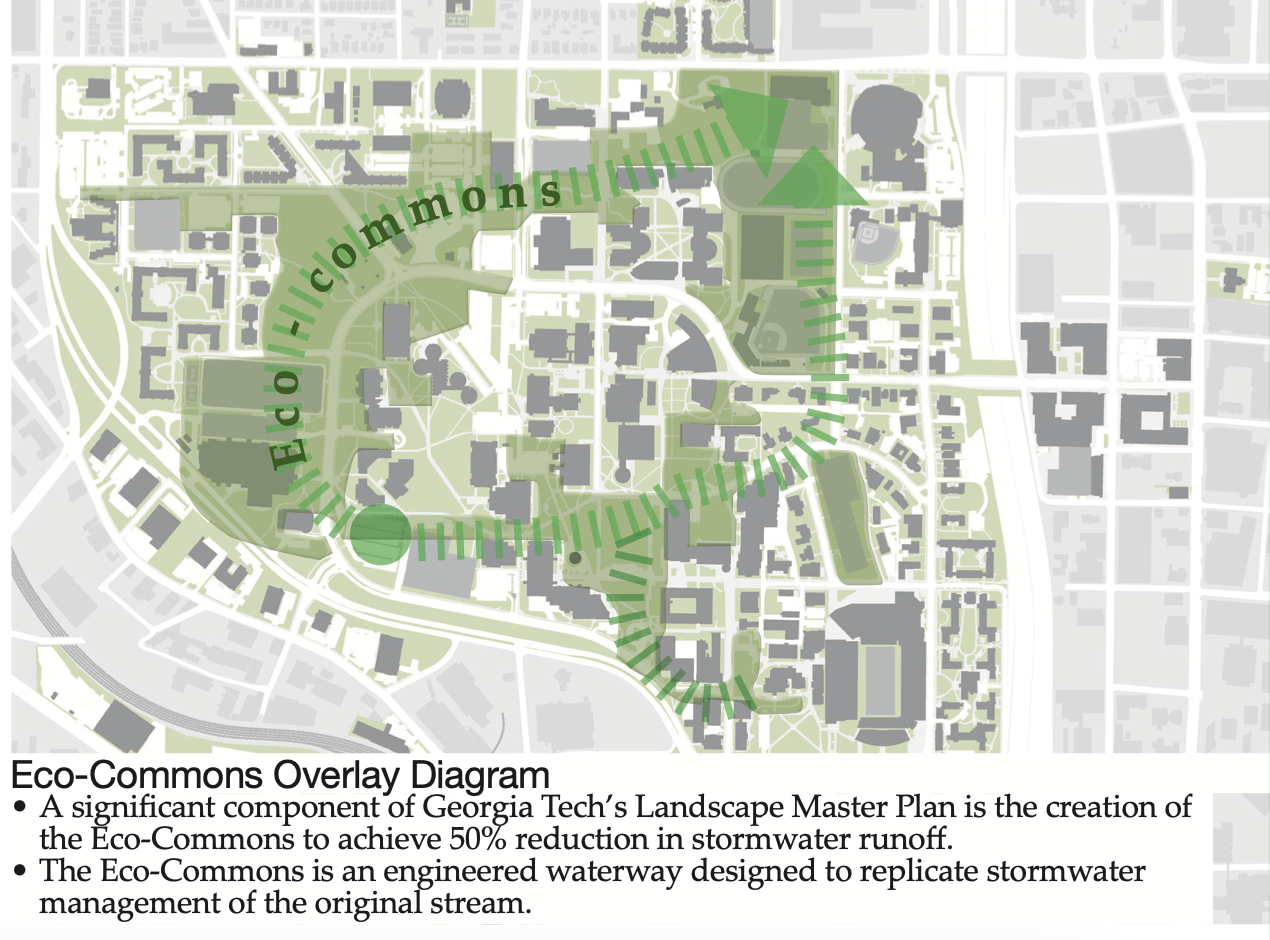 Eco - commons
Eco-Commons Overlay Diagram
• A significant component of Georgia Tech's Landscape Master Plan is the creation of
the Eco-Commons to achieve 50% reduction in stormwater runoff.
• The Eco-Commons is an engineered waterway designed to replicate stormwater
management of the original stream.